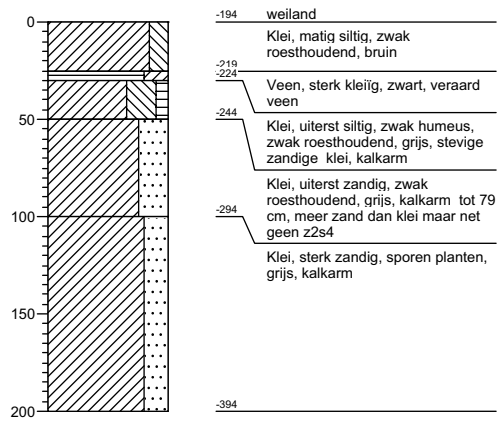 0
50
100
150
200
-194
weiland
Klei, matig siltig, zwak
roesthoudend, bruin
-219
-224
Veen, sterk kleiïg, zwart, veraard
veen
-244
Klei, uiterst siltig, zwak humeus,
zwak roesthoudend, grijs, stevige
zandige klei, kalkarm
Klei, uiterst zandig, zwak
roesthoudend, grijs, kalkarm tot 79
cm, meer zand dan klei maar net
geen z2s4
-294
Klei, sterk zandig, sporen planten,
grijs, kalkarm
-394